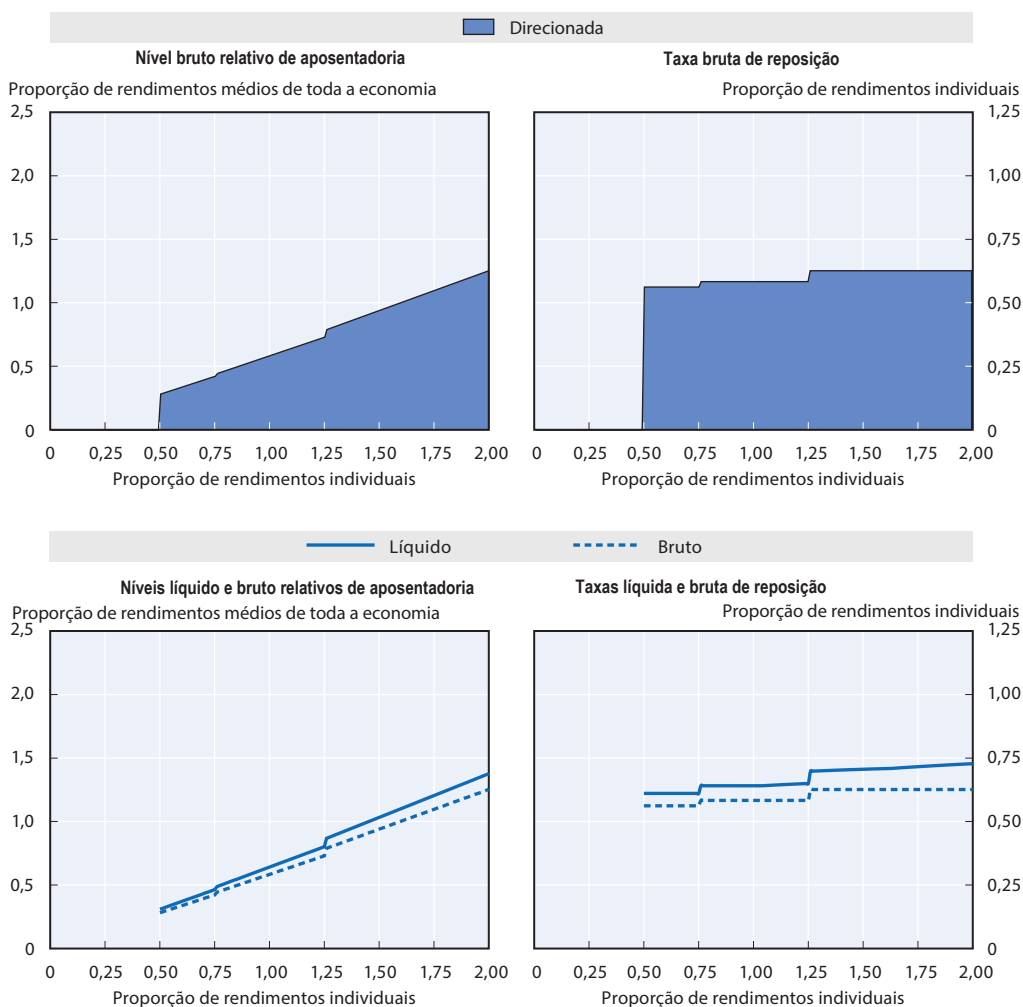 Direcionada
Nível bruto relativo de aposentadoria
Taxa bruta de reposição
Proporção de rendimentos médios de toda a economia
Proporção de rendimentos individuais
2,5
2,0
1,5
1,0
0,5
0
1,25
1,00
0,75
0,50
0,25
0
0 0,25 0,50 0,75 1,00 1,25 1,50 1,75 2,00
0 0,25 0,50 0,75 1,00 1,25 1,50 1,75 2,00
Proporção de rendimentos individuais
Proporção de rendimentos individuais
Líquido
Bruto
Níveis líquido e bruto relativos de aposentadoria
Taxas líquida e bruta de reposição
Proporção de rendimentos médios de toda a economia
Proporção de rendimentos individuais
2,5
2,0
1,5
1,0
0,5
0
1,25
1,00
0,75
0,50
0,25
0
0 0,25 0,50 0,75 1,00 1,25 1,50 1,75 2,00
0 0,25 0,50 0,75 1,00 1,25 1,50 1,75 2,00
Proporção de rendimentos individuais
Proporção de rendimentos individuais